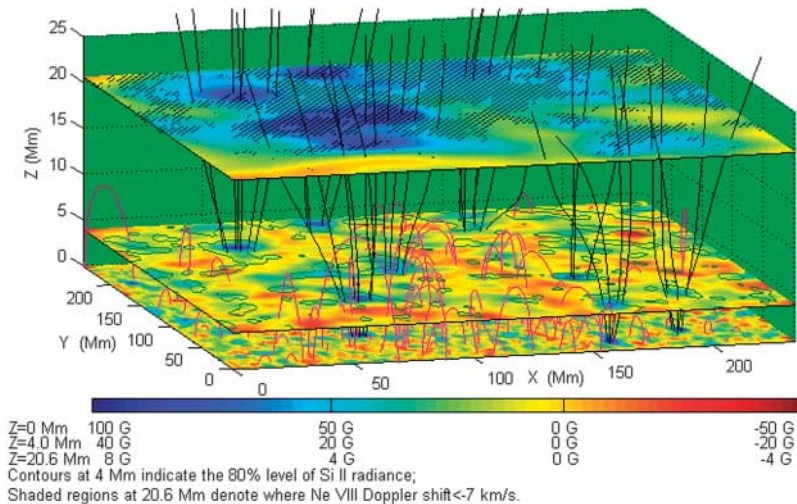 25
20
15
10
5
0
Z (Mm)
200
150
100
50
0
Y (Mm)
0
50
100
150
200
X (Mm)
Z=0 Mm 100 G 50 G 0 G -50 G
Z=4.0 Mm 40 G 20 G 0 G -20 G
Z=20.6 Mm 8 G 4 G 0 G -4 G
Contours at 4 Mm indicate the 80% level of Si II radiance;
Shaded regions at 20.6 Mm denote where Ne VIII Doppler shift<-7 km/s.